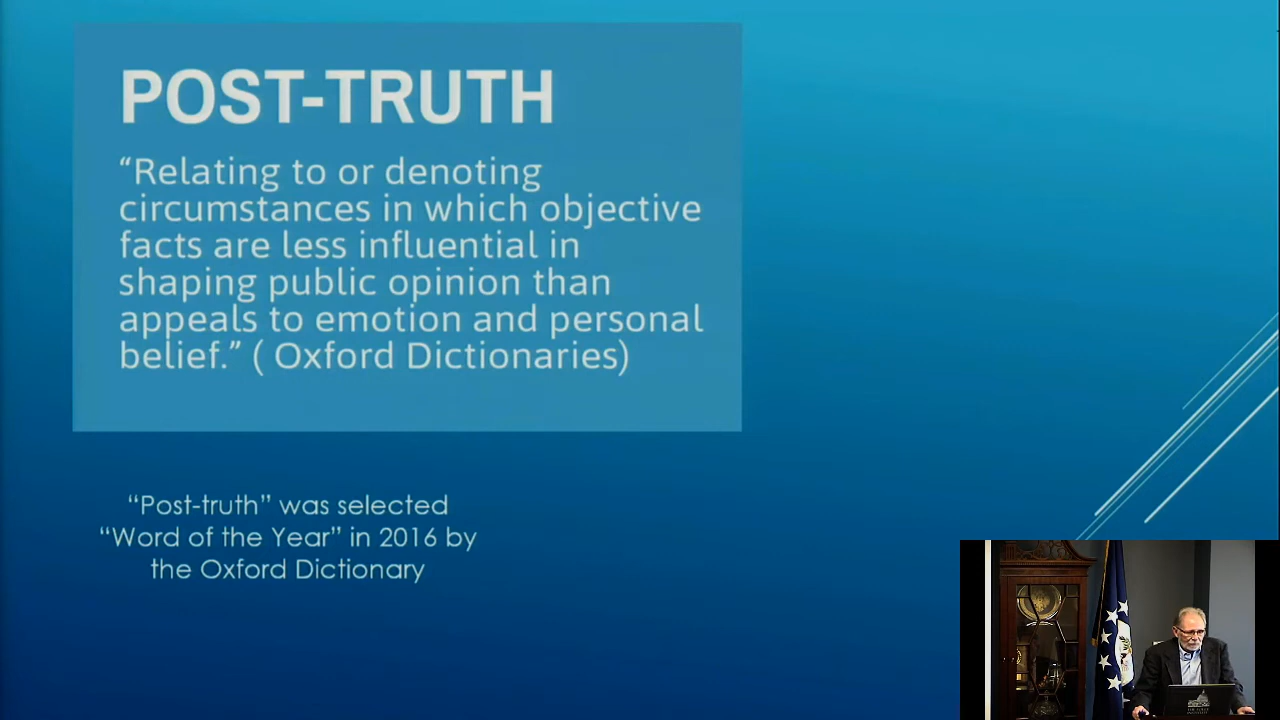 POST-TRUTH
“Relating to or denoting
circumstances in which objective
facts are less influential in
shaping public opinion than
appeals to emotion and personal
belief.” ( Oxford Dictionaries)
“Post-truth” was selected
“Word of the Year” in 2016 by
the Oxford Dictionary